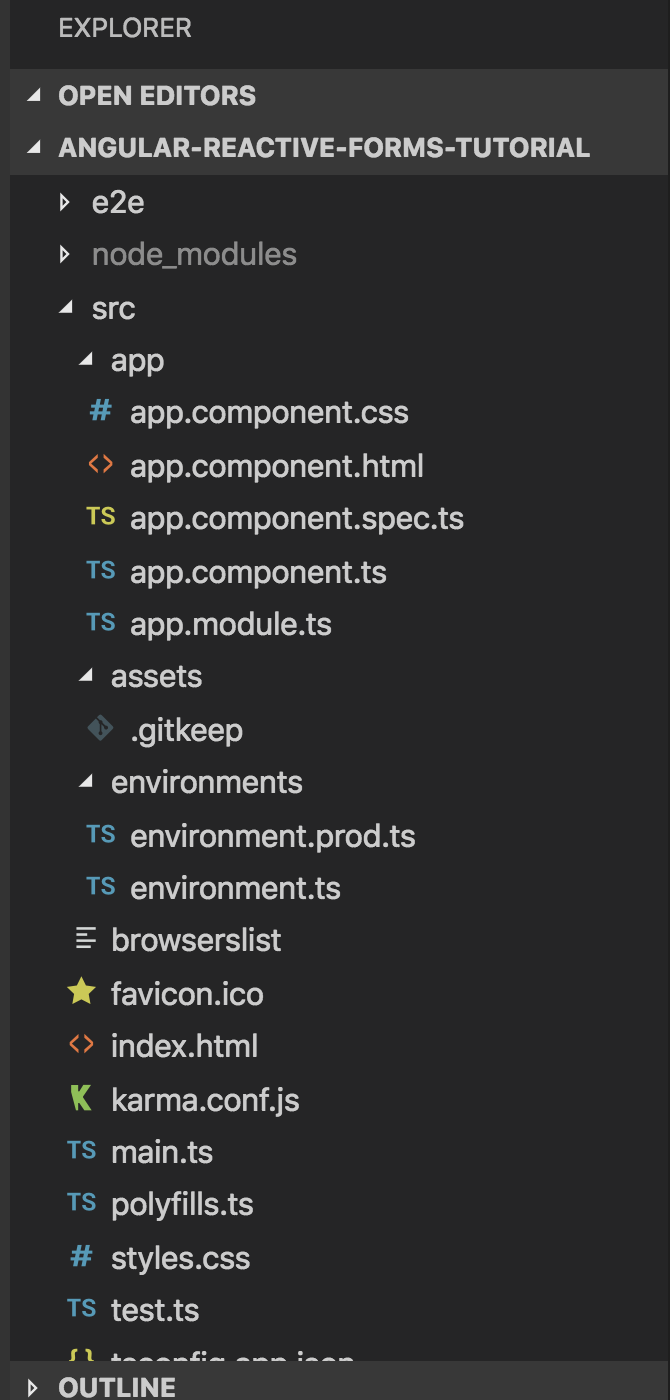 EXPLORER
OPEN EDITORS
ANGULAR-REACTIVE-FORMS-TUTORIAL
e2e
node_modules
src
app
# app.component.css
<> app.component.html
TS app.component.spec.ts
TS app.component.ts
TS app.module.ts
assets
.gitkeep
environments
TS environment.prod.ts
TS environment.ts
browserslist
favicon.ico
<> index.html
K karma.conf.js
TS main.ts
TS polyfills.ts
# styles.css
TS test.ts
{} tsconfig.app.json
OUTLINE